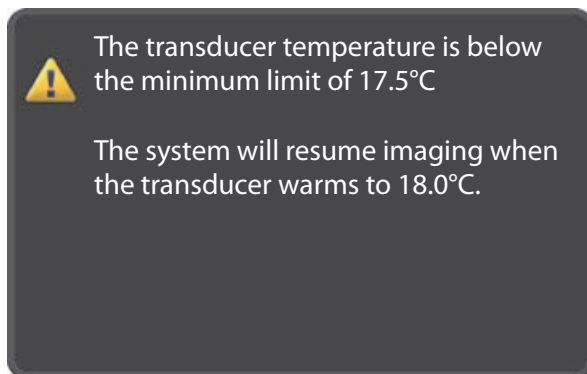 The transducer temperature is below
the minimum limit of 17.5°C
The system will resume imaging when
the transducer warms to 18.0°C.